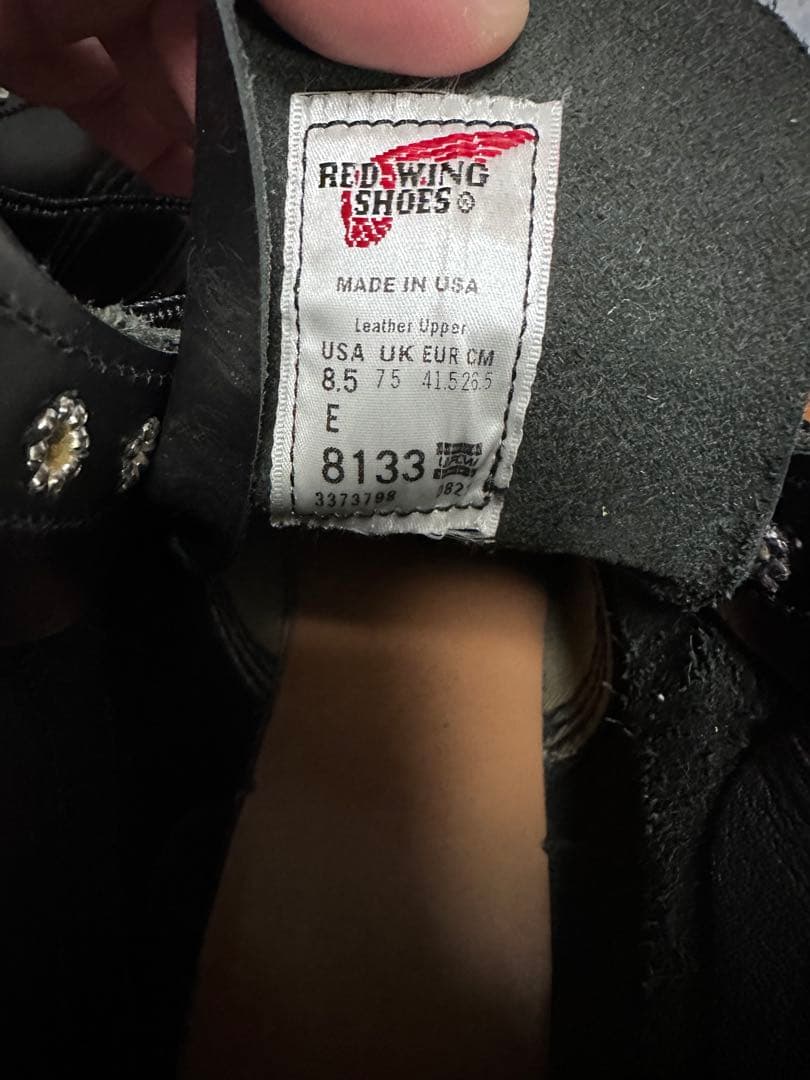 RED WING
SHOES ®
MADE IN USA
Leather Upper
USA UK EUR CM
8.5 7 5 41.5 26.5
E
8133 UFCW
3373798